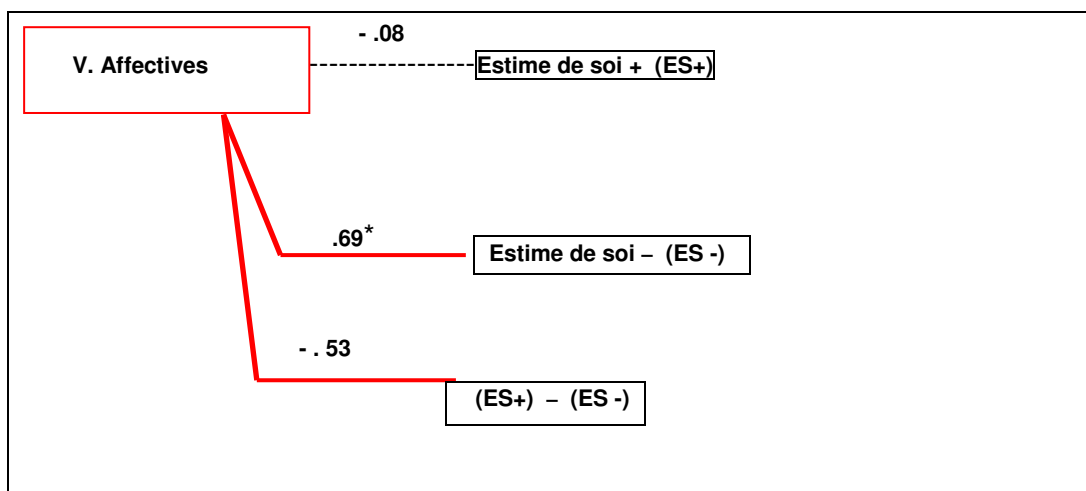 - .08
V. Affectives
Estime de soi + (ES+)
.69*
Estime de soi – (ES -)
- . 53
(ES+) – (ES -)